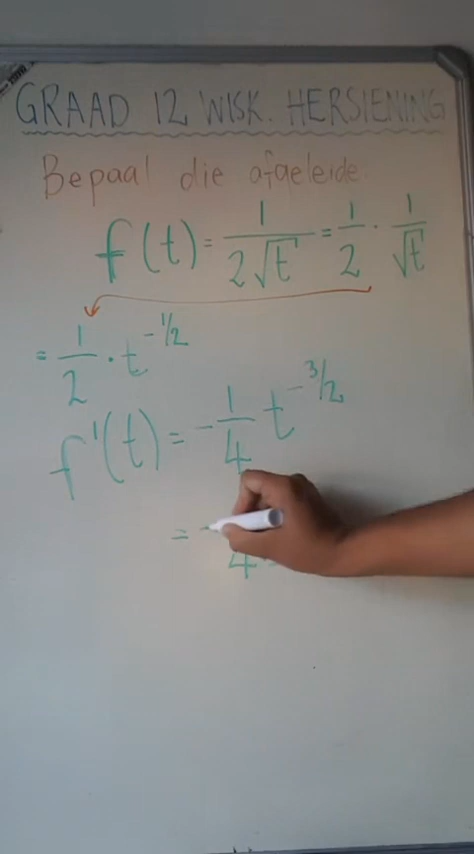 GRAAD 12 WISK. HERSIENING
Bepaal die afgeleide
f(t) = 1/(2√t) = 1/2 · 1/√t
= 1/2 · t^(-1/2)
f'(t) = -1/4 t^(-3/2)
= - 4